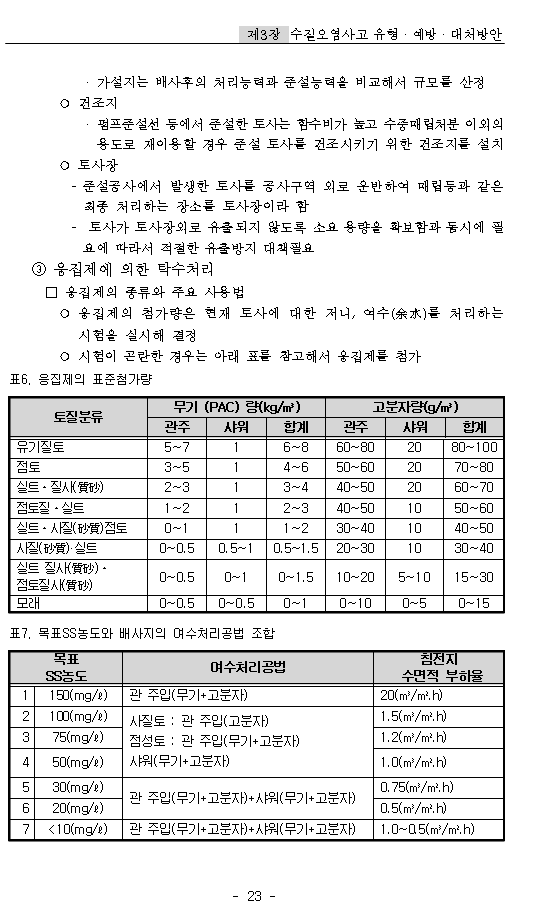 제3장 수질오염사고 유형·예방·대처방안
· 가설지는 배사후의 처리능력과 준설능력을 비교해서 규모를 산정
○ 건조지
· 펌프준설선 등에서 준설한 토사는 함수비가 높고 수중매립처분 이외의
용도로 재이용할 경우 준설 토사를 건조시키기 위한 건조지를 설치
○ 토사장
- 준설공사에서 발생한 토사를 공사구역 외로 운반하여 매립등과 같은
최종 처리하는 장소를 토사장이라 함
- 토사가 토사장외로 유출되지 않도록 소요 용량을 확보함과 동시에 필
요에 따라서 적절한 유출방지 대책필요
③ 응집제에 의한 탁수처리
□ 응집제의 종류와 주요 사용법
○ 응집제의 첨가량은 현재 토사에 대한 저니, 여수(余水)를 처리하는
시험을 실시해 결정
○ 시험이 곤란한 경우는 아래 표를 참고해서 응집제를 첨가
표6. 응집제의 표준첨가량
토질분류 무기 (PAC) 량(kg/㎥) 고분자량(g/㎥)
관주 샤워 합계 관주 샤워 합계
유기질토 5~7 1 6~8 60~80 20 80~100
점토 3~5 1 4~6 50~60 20 70~80
실트·질사(質砂) 2~3 1 3~4 40~50 20 60~70
점토질·실트 1~2 1 2~3 40~50 10 50~60
실트·사질(砂質)점토 0~1 1 1~2 30~40 10 40~50
사질(砂質)·실트 0~0.5 0.5~1 0.5~1.5 20~30 10 30~40
실트 질사(質砂)·
점토질사(質砂) 0~0.5 0~1 0~1.5 10~20 5~10 15~30
모래 0~0.5 0~0.5 0~1 0~10 0~5 0~15
표7. 목표SS농도와 배사지의 여수처리공법 조합
목표
SS농도 여수처리공법 침전지
수면적 부하율
1 150(mg/ℓ) 관 주입(무기+고분자) 20(㎥/㎡.h)
2 100(mg/ℓ) 사질토 : 관 주입(고분자) 1.5(㎥/㎡.h)
3 75(mg/ℓ) 점성토 : 관 주입(무기+고분자) 1.2(㎥/㎡.h)
4 50(mg/ℓ) 샤워(무기+고분자) 1.0(㎥/㎡.h)
5 30(mg/ℓ) 관 주입(무기+고분자)+샤워(무기+고분자) 0.75(㎥/㎡.h)
6 20(mg/ℓ) 0.5(㎥/㎡.h)
7 <10(mg/ℓ) 관 주입(무기+고분자)+샤워(무기+고분자) 1.0~0.5(㎥/㎡.h)
- 23 -